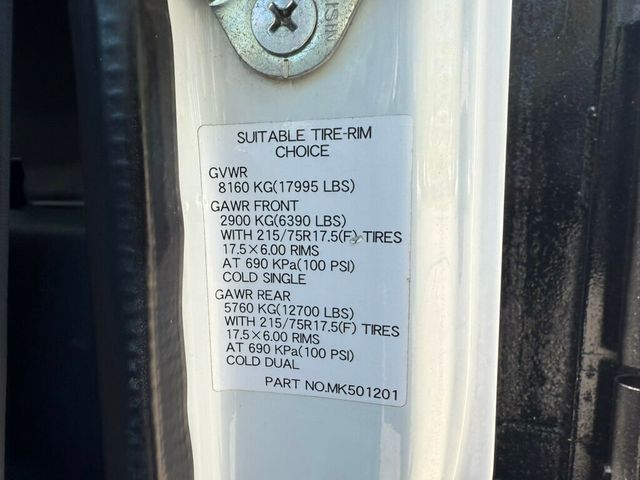 SUITABLE TIRE-RIM
CHOICE
GVWR
8160 KG(17995 LBS)
GAWR FRONT
2900 KG(6390 LBS)
WITH 215/75R17.5(F) TIRES
17.5×6.00 RIMS
AT 690 KPa(100 PSI)
COLD SINGLE
GAWR REAR
5760 KG(12700 LBS)
WITH 215/75R17.5(F) TIRES
17.5×6.00 RIMS
AT 690 KPa(100 PSI)
COLD DUAL
PART NO.MK501201